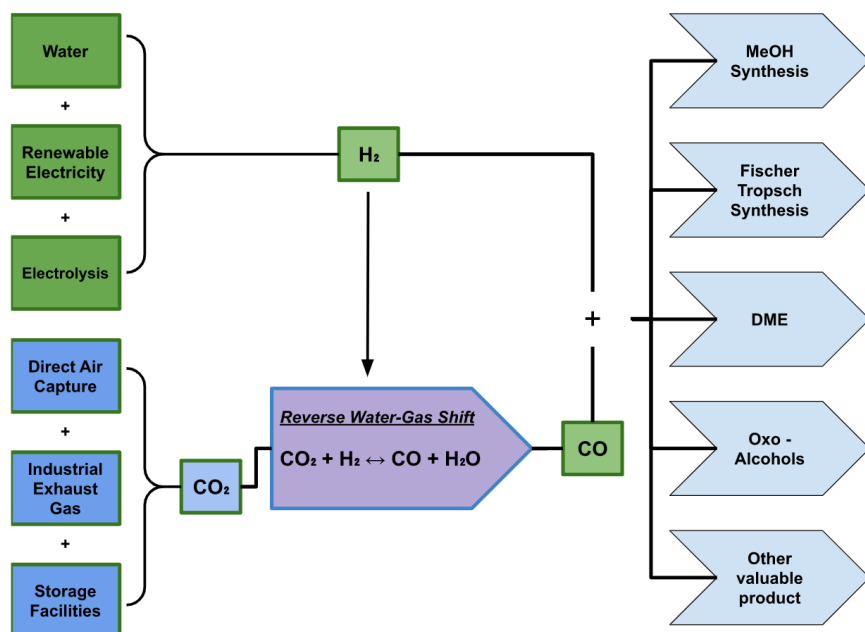 Water
+
Renewable
Electricity
+
Electrolysis
H₂
Direct Air
Capture
+
Industrial
Exhaust
Gas
+
Storage
Facilities
CO₂
Reverse Water-Gas Shift
CO₂ + H₂ ↔ CO + H₂O
CO
+
MeOH
Synthesis
Fischer
Tropsch
Synthesis
DME
Oxo -
Alcohols
Other
valuable
product